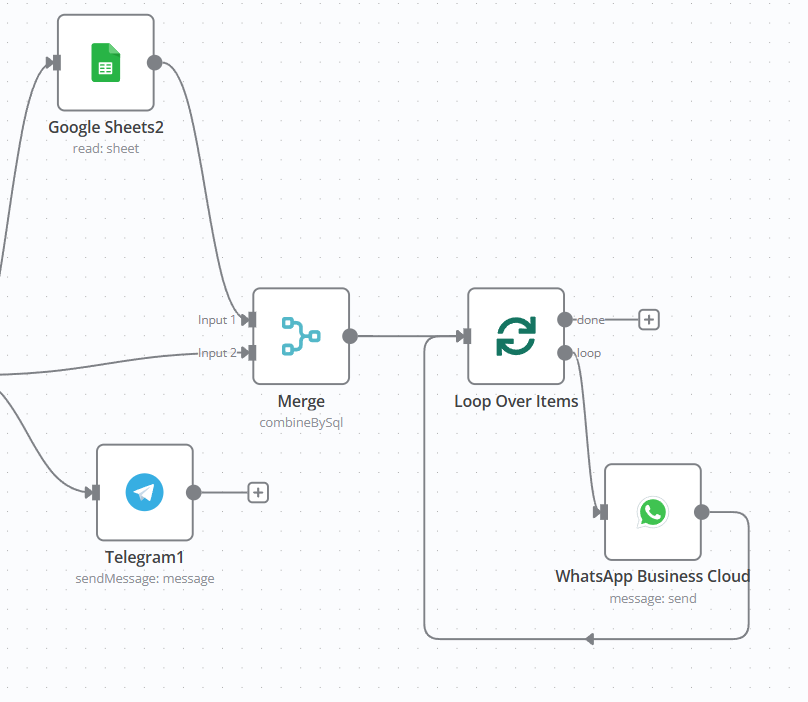 Google Sheets2
read: sheet
Input 1
Input 2
Merge
combineBySql
done
loop
Loop Over Items
Telegram1
sendMessage: message
WhatsApp Business Cloud
message: send